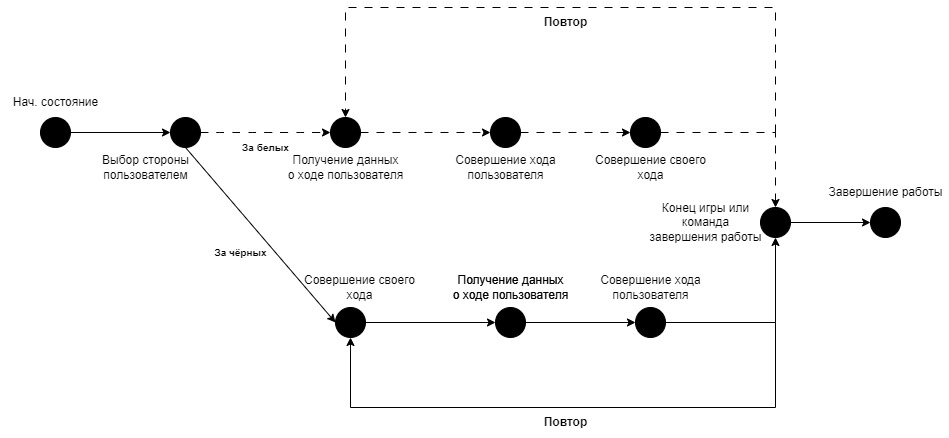 Повтор
Нач. состояние
За белых
Выбор стороны
пользователем
Получение данных
о ходе пользователя
Совершение хода
пользователя
Совершение своего
хода
Завершение работы
Конец игры или
команда
завершения работы
За чёрных
Совершение своего
хода
Получение данных
о ходе пользователя
Совершение хода
пользователя
Повтор